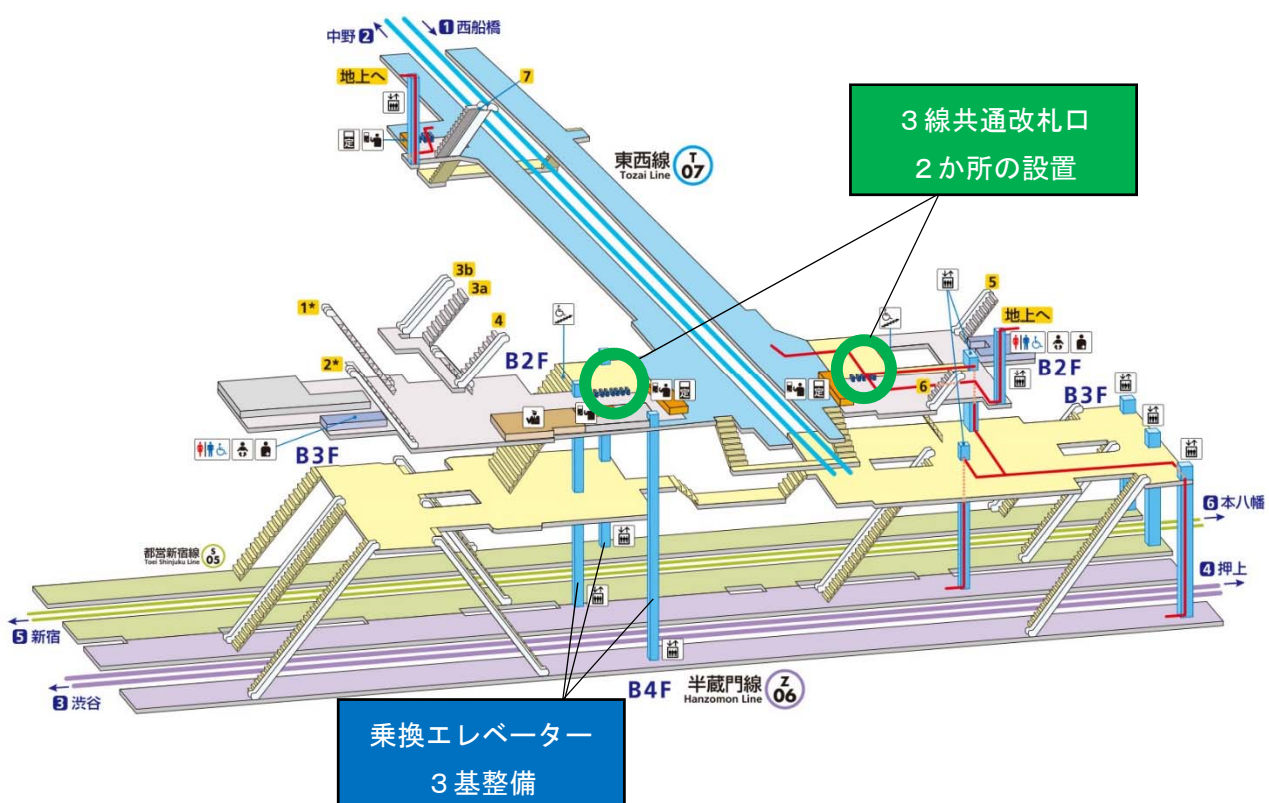 1 西船橋
中野 2
地上へ
7
3線共通改札口
2か所の設置
東西線
Tozai Line
T
07
3b
3a
1*
4
5
地上へ
B2F
2*
B2F
6
B3F
B3F
6 本八幡
都営新宿線
Toei Shinjuku Line
S
05
4 押上
5 新宿
3 渋谷
B4F
半蔵門線
Hanzomon Line
Z
06
乗換エレベーター
3基整備